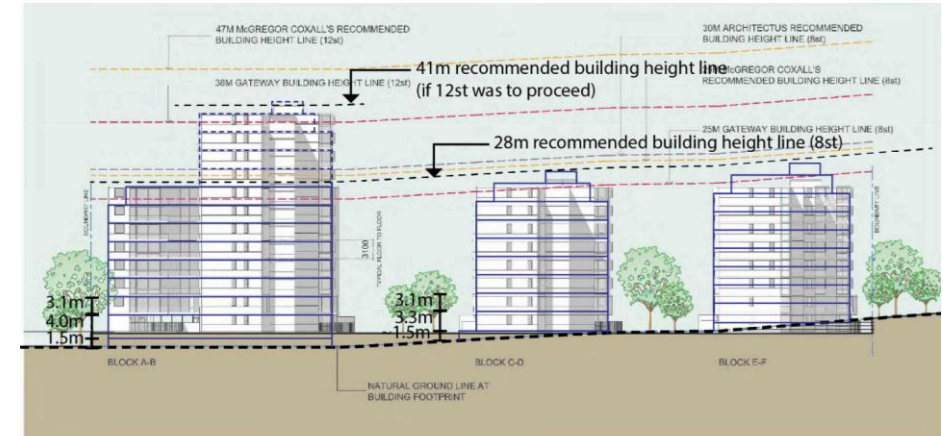 47M McGREGOR COXALL'S RECOMMENDED
BUILDING HEIGHT LINE (12st)
30M ARCHITECTUS RECOMMENDED
BUILDING HEIGHT LINE (8st)
41m recommended building height line
(if 12st was to proceed)
38M GATEWAY BUILDING HEIGHT LINE (12st)
McGREGOR COXALL'S
RECOMMENDED BUILDING HEIGHT LINE (8st)
25M GATEWAY BUILDING HEIGHT LINE (8st)
28m recommended building height line (8st)
BOUNDARY LINE
3100
TYPICAL FLOOR TO FLOOR
BOUNDARY LINE
3.1m
4.0m
1.5m
3.1m
3.3m
~1.5m
BLOCK A-B
BLOCK C-D
BLOCK E-F
NATURAL GROUND LINE AT
BUILDING FOOTPRINT